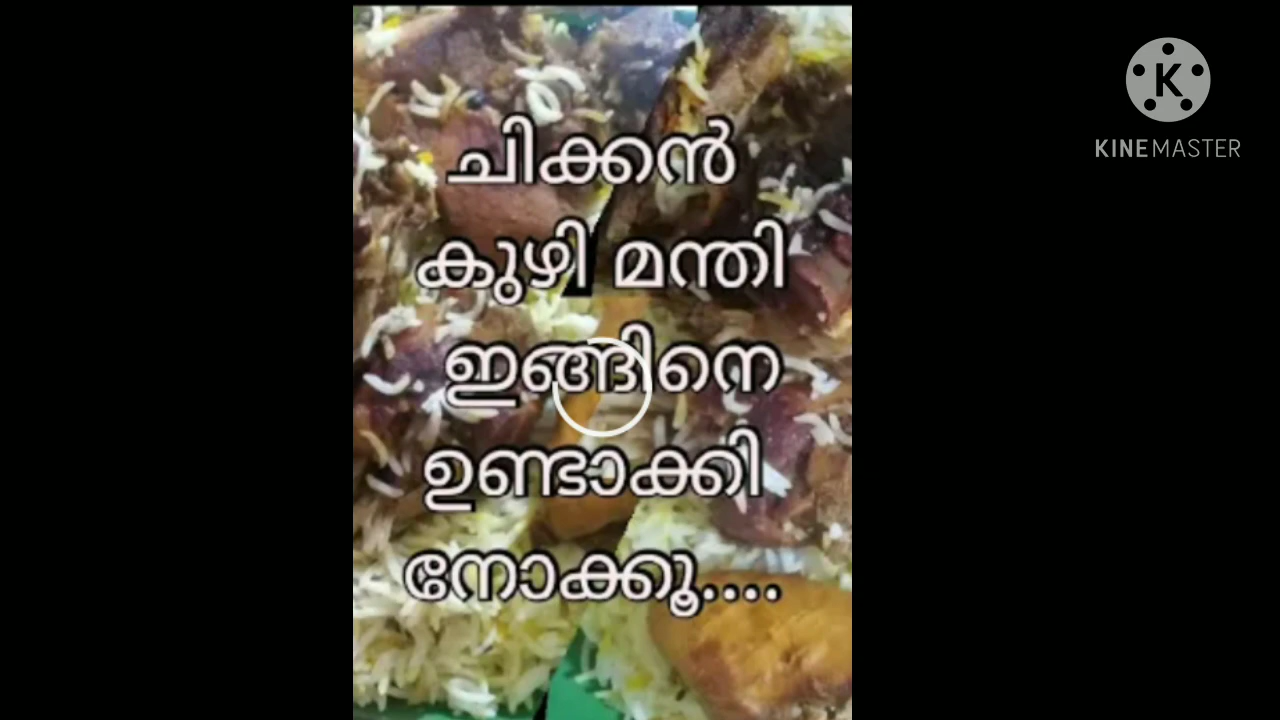 ചിക്കൻ
കുഴി മന്തി
ഇങ്ങിനെ
ഉണ്ടാക്കി
നോക്കൂ....
K
KINEMASTER